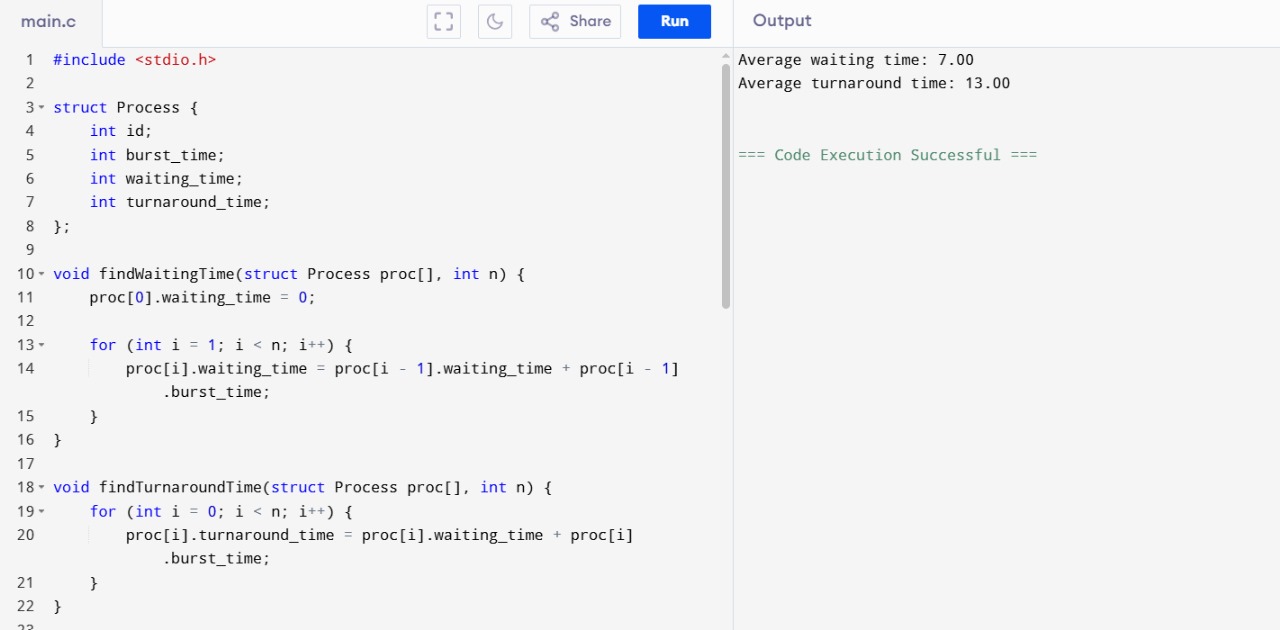 main.c
Share
Run
Output
1 #include <stdio.h>
2
3 struct Process {
4     int id;
5     int burst_time;
6     int waiting_time;
7     int turnaround_time;
8 };
9
10 void findWaitingTime(struct Process proc[], int n) {
11     proc[0].waiting_time = 0;
12
13     for (int i = 1; i < n; i++) {
14         proc[i].waiting_time = proc[i - 1].waiting_time + proc[i - 1]
            .burst_time;
15     }
16 }
17
18 void findTurnaroundTime(struct Process proc[], int n) {
19     for (int i = 0; i < n; i++) {
20         proc[i].turnaround_time = proc[i].waiting_time + proc[i]
            .burst_time;
21     }
22 }
23
Average waiting time: 7.00
Average turnaround time: 13.00
=== Code Execution Successful ===